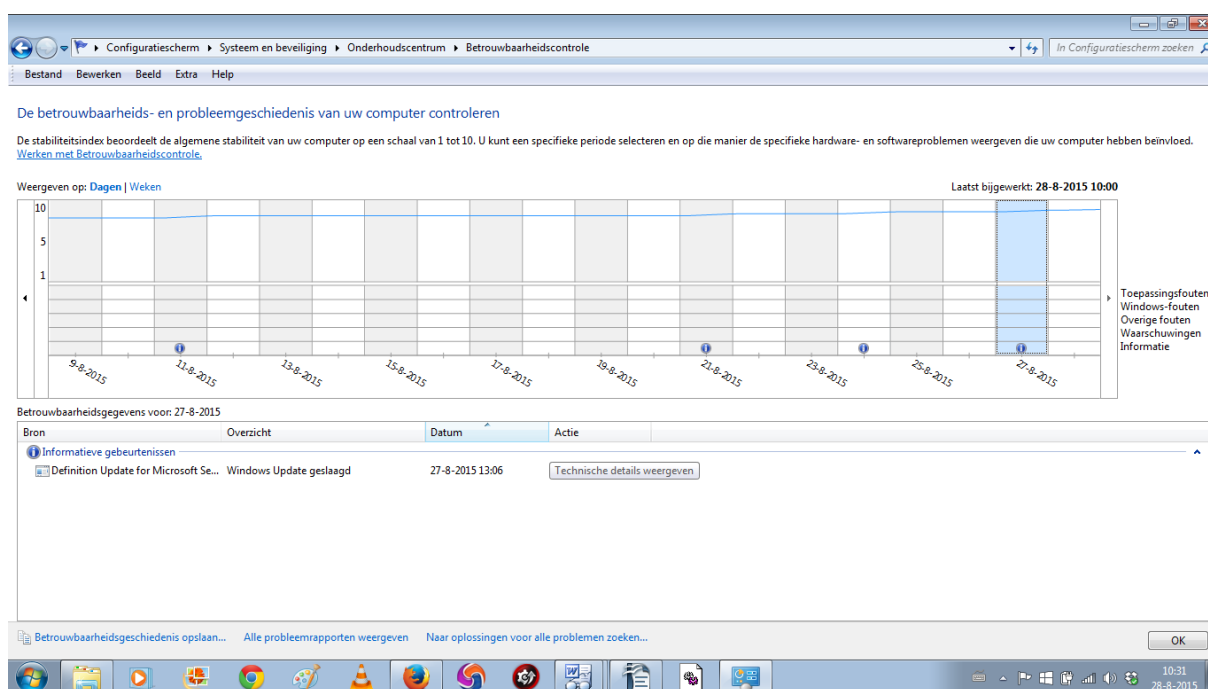 Configuratiescherm Systeem en beveiliging Onderhoudscentrum Betrouwbaarheidscontrole
In Configuratiescherm zoeken
Bestand Bewerken Beeld Extra Help
De betrouwbaarheids- en probleemgeschiedenis van uw computer controleren
De stabiliteitsindex beoordeelt de algemene stabiliteit van uw computer op een schaal van 1 tot 10. U kunt een specifieke periode selecteren en op die manier de specifieke hardware- en softwareproblemen weergeven die uw computer hebben beïnvloed.
Werken met Betrouwbaarheidscontrole.
Weergeven op: Dagen | Weken
Laatst bijgewerkt: 28-8-2015 10:00
10
5
1
Toepassingsfouten
Windows-fouten
Overige fouten
Waarschuwingen
Informatie
9-8-2015 11-8-2015 13-8-2015 15-8-2015 17-8-2015 19-8-2015 21-8-2015 23-8-2015 25-8-2015 27-8-2015
Betrouwbaarheidsgegevens voor: 27-8-2015
Bron Overzicht Datum Actie
Informatieve gebeurtenissen
Definition Update for Microsoft Se... Windows Update geslaagd 27-8-2015 13:06 Technische details weergeven
Betrouwbaarheidsgeschiedenis opslaan... Alle probleemrapporten weergeven Naar oplossingen voor alle problemen zoeken...
OK
10:31
28-8-2015